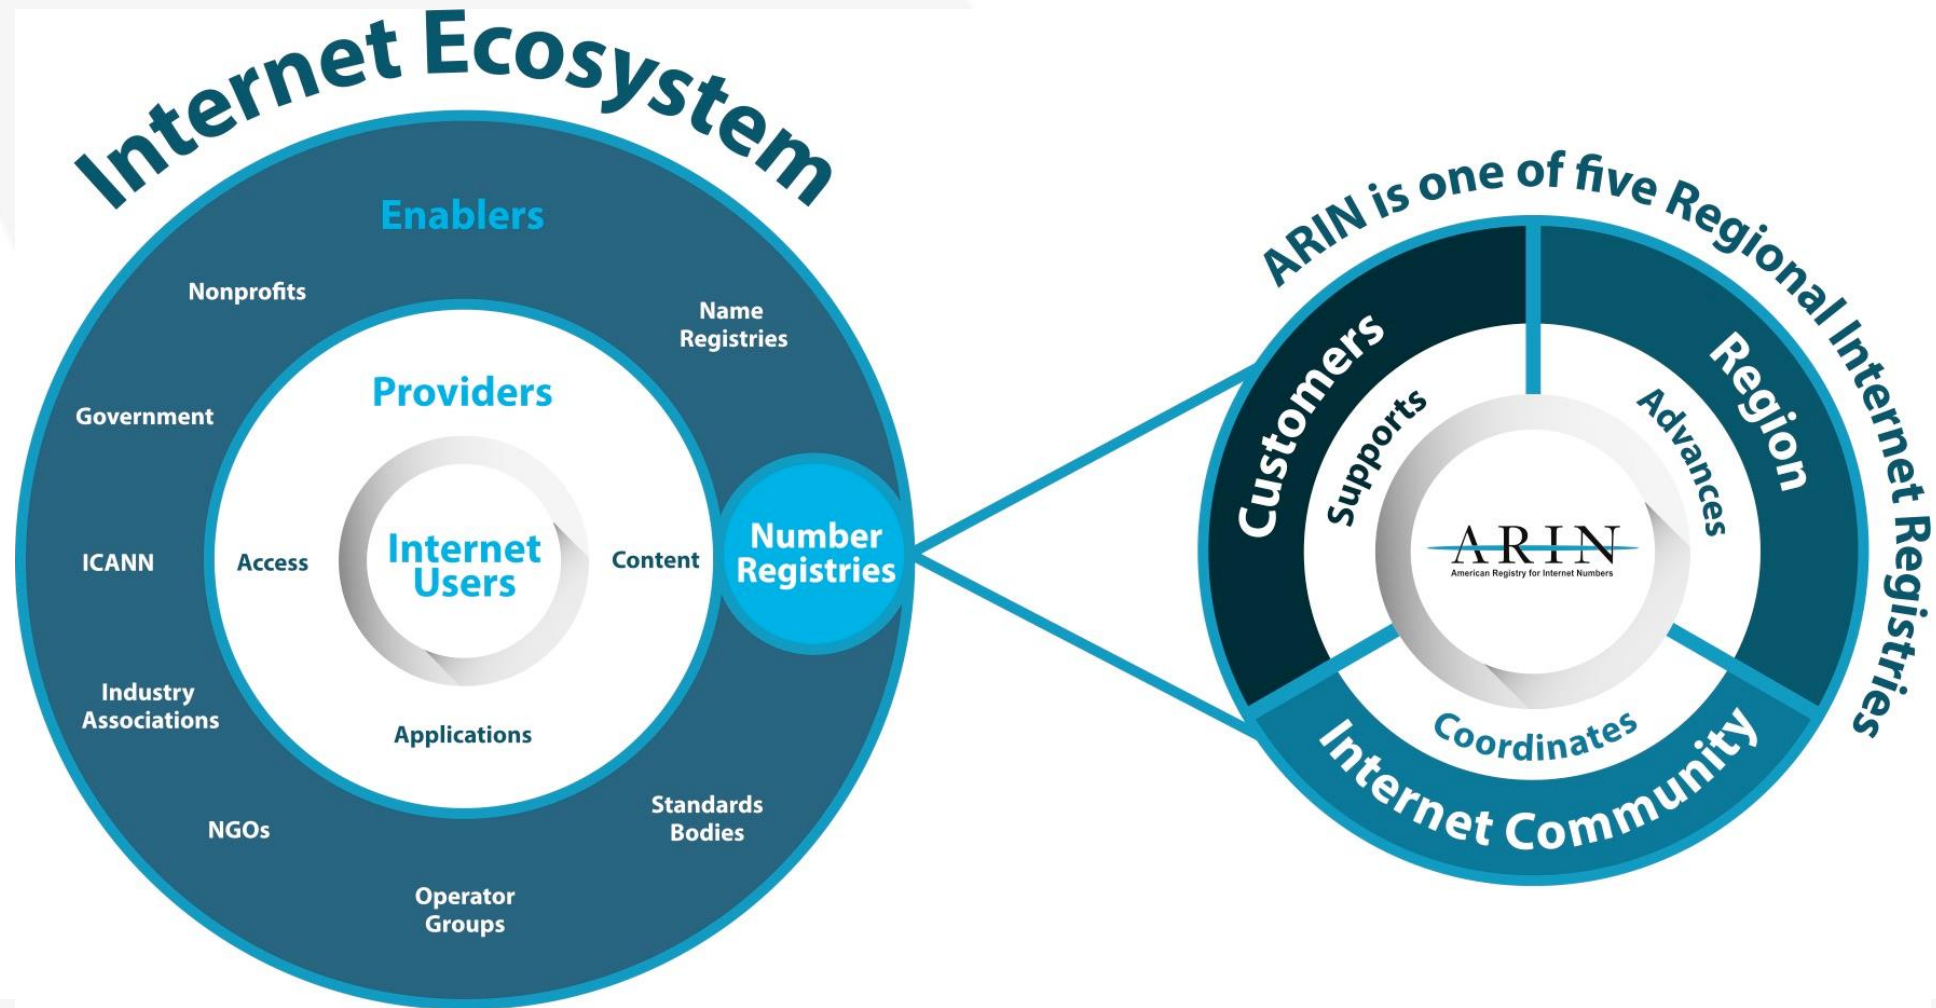 Internet Ecosystem
Enablers
Nonprofits
Name
Registries
Government
Providers
ICANN
Access
Internet
Users
Content
Number
Registries
Industry
Associations
Applications
NGOs
Standards
Bodies
Operator
Groups
ARIN is one of five Regional Internet Registries
Customers
Supports
Region
Advances
ARIN
American Registry for Internet Numbers
Coordinates
Internet Community